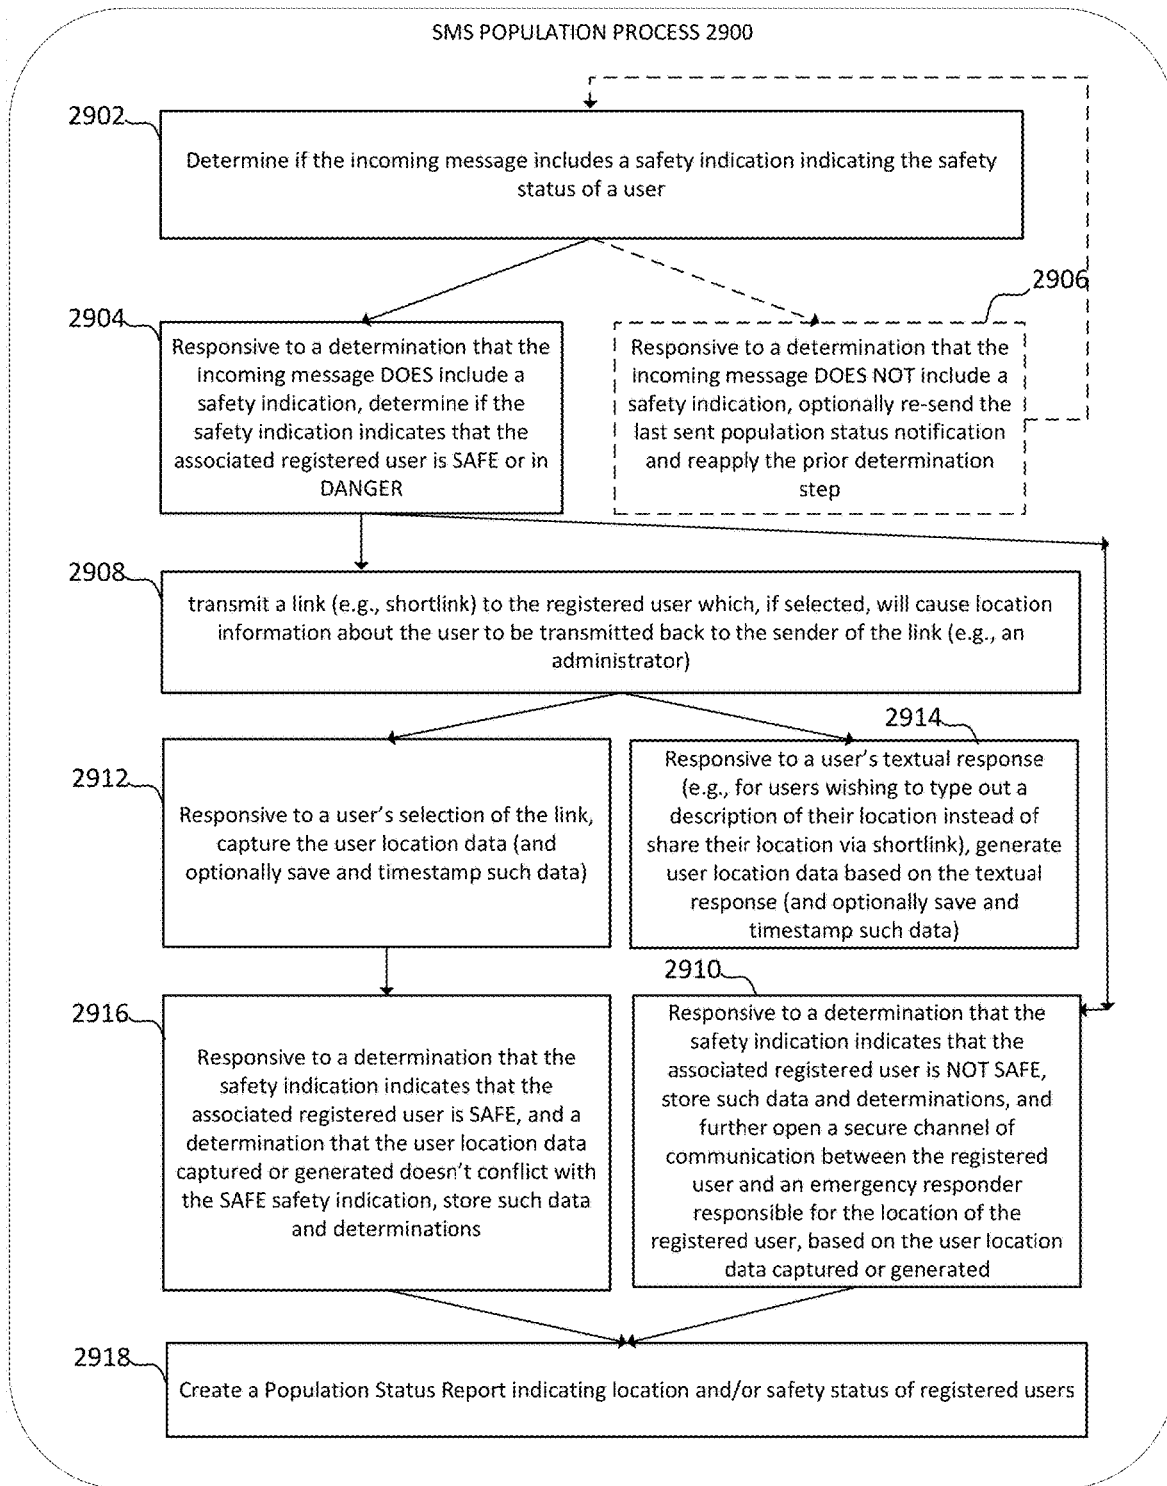 SMS POPULATION PROCESS 2900
2902
Determine if the incoming message includes a safety indication indicating the safety
status of a user
2906
2904
Responsive to a determination that the
incoming message DOES include a
safety indication, determine if the
safety indication indicates that the
associated registered user is SAFE or in
DANGER
Responsive to a determination that the
incoming message DOES NOT include a
safety indication, optionally re-send the
last sent population status notification
and reapply the prior determination
step
2908
transmit a link (e.g., shortlink) to the registered user which, if selected, will cause location
information about the user to be transmitted back to the sender of the link (e.g., an
administrator)
2914
2912
Responsive to a user's selection of the link,
capture the user location data (and
optionally save and timestamp such data)
Responsive to a user's textual response
(e.g., for users wishing to type out a
description of their location instead of
share their location via shortlink), generate
user location data based on the textual
response (and optionally save and
timestamp such data)
2910
2916
Responsive to a determination that the
safety indication indicates that the
associated registered user is SAFE, and a
determination that the user location data
captured or generated doesn't conflict with
the SAFE safety indication, store such data
and determinations
Responsive to a determination that the
safety indication indicates that the
associated registered user is NOT SAFE,
store such data and determinations, and
further open a secure channel of
communication between the registered
user and an emergency responder
responsible for the location of the
registered user, based on the user location
data captured or generated
2918
Create a Population Status Report indicating location and/or safety status of registered users